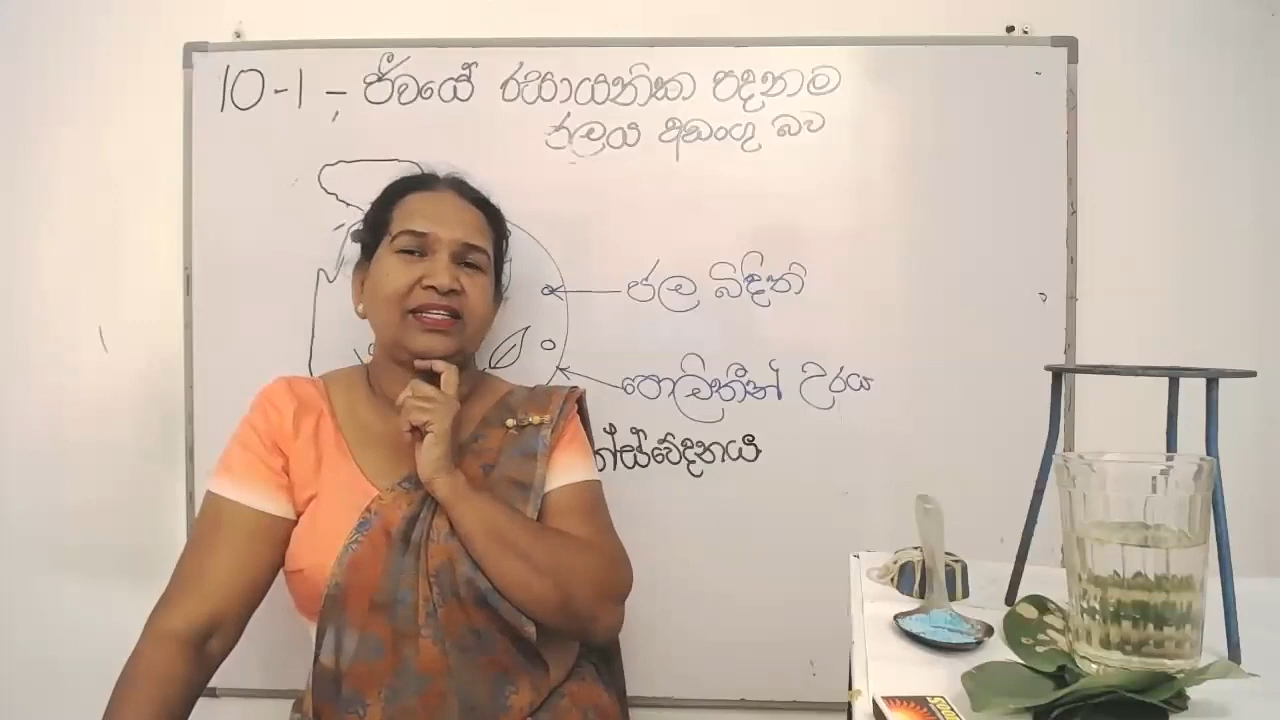 10-1 - ජීවයේ රසායනික පදනම
ජලය අඩංගු බව
ජල බිඳිති
පොලිතීන් උරය